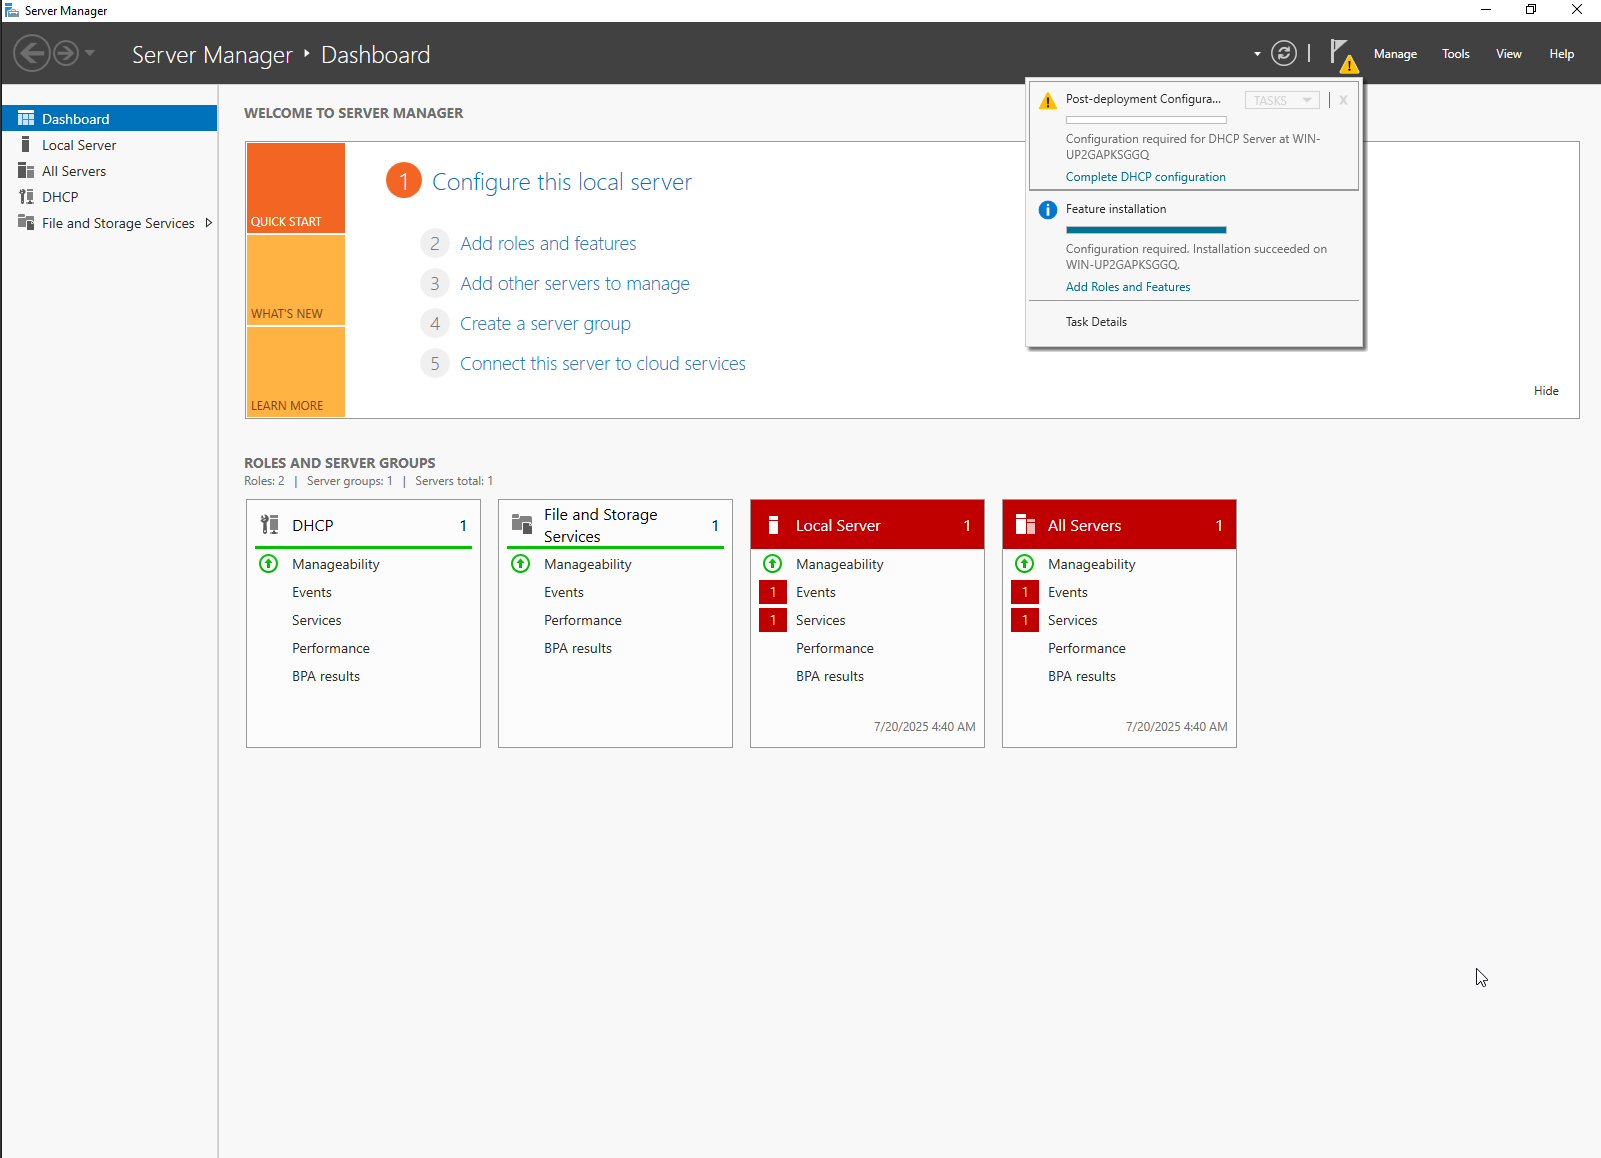 Server Manager
Server Manager ‣ Dashboard
Manage Tools View Help
Dashboard
Local Server
All Servers
DHCP
File and Storage Services
WELCOME TO SERVER MANAGER
QUICK START
WHAT'S NEW
LEARN MORE
1 Configure this local server
2 Add roles and features
3 Add other servers to manage
4 Create a server group
5 Connect this server to cloud services
Hide
Post-deployment Configura... TASKS X
Configuration required for DHCP Server at WIN-
UP2GAPKSGGQ
Complete DHCP configuration
Feature installation
Configuration required. Installation succeeded on
WIN-UP2GAPKSGGQ.
Add Roles and Features
Task Details
ROLES AND SERVER GROUPS
Roles: 2 | Server groups: 1 | Servers total: 1
DHCP 1
Manageability
Events
Services
Performance
BPA results
File and Storage
Services 1
Manageability
Events
Performance
BPA results
Local Server 1
Manageability
1 Events
1 Services
Performance
BPA results
7/20/2025 4:40 AM
All Servers 1
Manageability
1 Events
1 Services
Performance
BPA results
7/20/2025 4:40 AM